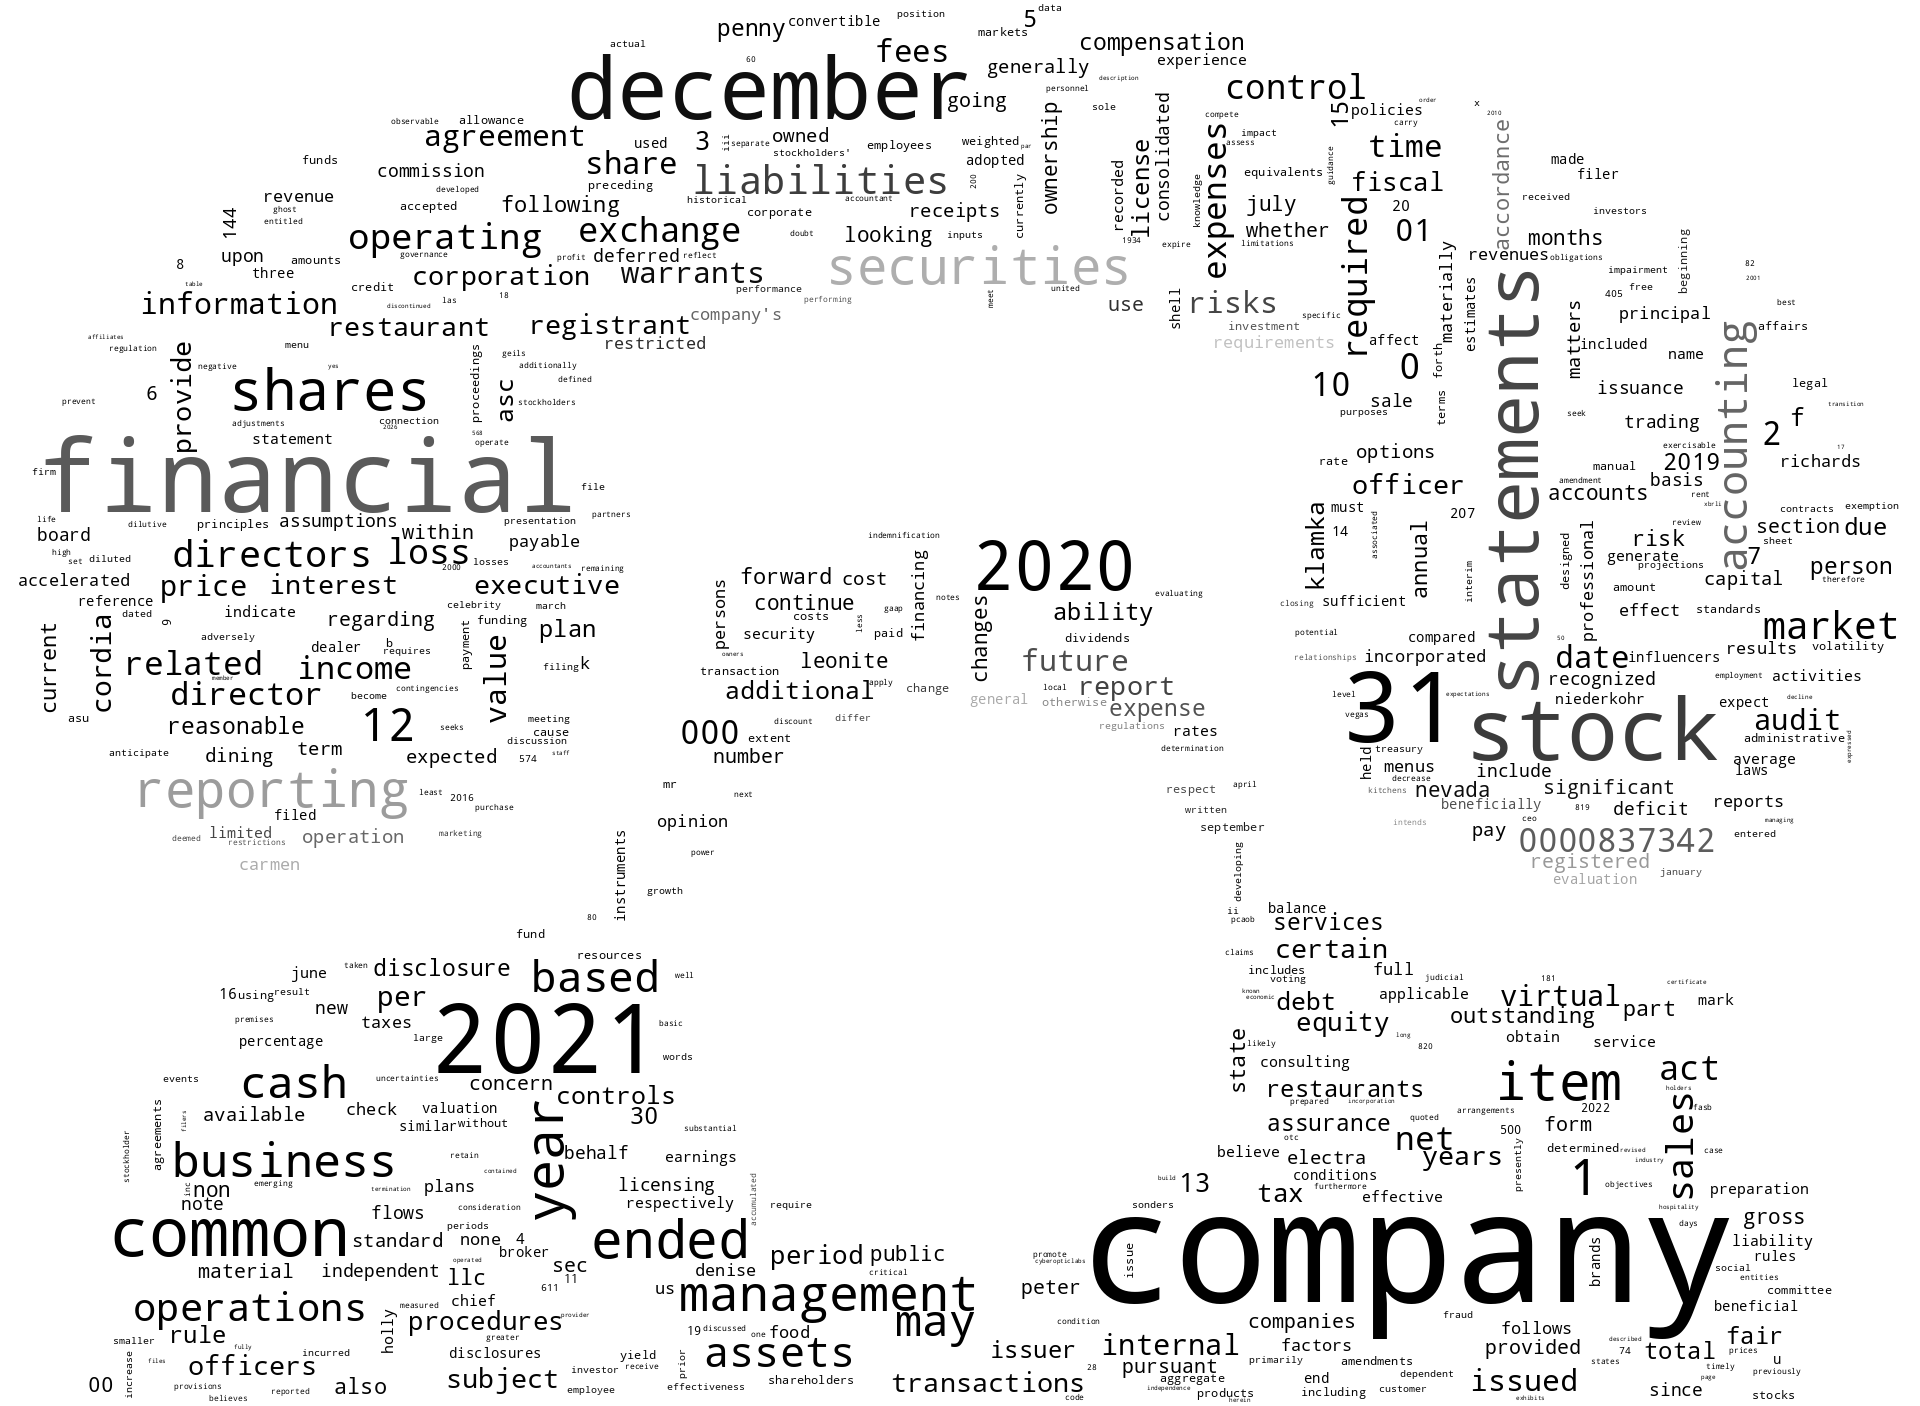 data
5
position
convertible
penny
markets
actual
fees
compensation
experience
60
december
generally
description
control
personnel
going
ownership
sole
consolidated
15
policies
order
x
2010
accordance
observable
allowance
compete
carry
agreement
used
3
iii
separate
owned
weighted
par
expenses
impact
assess
time
funds
commission
share
stockholders'
employees
adopted
license
recorded
guidance
made
filer
developed
preceding
liabilities
200
currently
knowledge
equivalents
fiscal
revenue
ghost
entitled
accepted
following
historical
accountant
corporate
receipts
july
20
received
investors
144
operating
exchange
doubt
looking
inputs
1934
expire
whether
limitations
required
01
months
upon
amounts
governance
profit
deferred
reflect
securities
materially
revenues
obligations
beginning
8
three
corporation
warrants
meet
united
impairment
82
2001
table
information
credit
las
18
performance
performing
use
shell
risks
estimates
statements
free
405
discontinued
restaurant
registrant
company's
restricted
investment
specific
requirements
affect
forth
matters
principal
best
affairs
affiliates
regulation
menu
proceedings
geils
included
name
accounting
provide
negative
yes
additionally
defined
0
10
6
shares
asc
stockholders
sale
terms
issuance
legal
prevent
purposes
seek
transition
adjustments
connection
2026
statement
568
operate
trading
f
2
options
exercisable
17
financial
firm
rate
manual
2019
richards
file
officer
amendment
basis
accounts
rent
xbrli
life
board
dilutive
principles
assumptions
within
presentation
partners
payable
klamka
must
14
associated
207
annual
contracts
exemption
review
section
due
risk
sheet
high
set
diluted
directors
loss
2000
losses
accountants
remaining
indemnification
2020
financing
designed
professional
generate
projections
7
person
therefore
accelerated
price
interest
executive
persons
forward
cost
continue
notes
evaluating
interim
amount
capital
reference
dated
indicate
celebrity
march
costs
gaap
less
changes
ability
closing
sufficient
effect
standards
9
cordia
regarding
funding
plan
security
paid
market
current
adversely
dealer
b
requires
payment
value
owners
leonite
dividends
potential
compared
50
results
volatility
related
income
filing
k
transaction
apply
change
future
relationships
incorporated
date
influencers
member
director
become
contingencies
additional
general
local
otherwise
report
level
31
expectations
recognized
employment
activities
asu
reasonable
12
seeks
meeting
cause
000
discount
differ
expense
regulations
rates
vegas
niederkohr
expect
decline
audit
anticipate
dining
term
expected
discussion
574
staff
number
extent
determination
held
treasury
stock
administrative
expressed
menus
include
average
laws
reporting
least
2016
purchase
mr
next
respect
april
decrease
kitchens
nevada
significant
filed
written
beneficially
819
deficit
reports
deemed
limited
restrictions
operation
marketing
opinion
september
intends
pay
ceo
managing
0000837342
entered
carmen
power
developing
registered
evaluation
january
instruments
growth
80
ii
pcaob
balance
services
fund
claims
certain
june
taken
disclosure
resources
based
well
includes
voting
full
judicial
181
certificate
16
using
result
new
per
known
economic
debt
applicable
virtual
part
mark
premises
taxes
2021
basic
equity
outstanding
percentage
large
words
state
likely
long
820
obtain
service
events
cash
uncertainties
concern
controls
consulting
restaurants
item
act
holders
agreements
filers
available
check
valuation
similar
without
year
30
prepared
incorporation
arrangements
2022
fasb
stockholder
substantial
assurance
quoted
500
form
sales
business
retain
behalf
earnings
otc
net
believe
electra
years
presently
determined
revised
case
industry
inc
non
emerging
contained
termination
plans
licensing
accumulated
build
13
conditions
furthermore
tax
effective
1
objectives
preparation
note
flows
consideration
respectively
require
sonders
hospitality
common
standard
periods
none
4
broker
ended
period
public
promote
cyberopticlabs
issue
company
brands
days
gross
liability
rules
material
independent
operated
llc
sec
11
611
denise
critical
us
peter
social
entities
committee
operations
measured
chief
management
beneficial
smaller
rule
holly
procedures
provider
greater
19
discussed
one
food
may
condition
companies
fraud
follows
described
fair
fully
files
incurred
disclosures
yield
prior
assets
issuer
internal
factors
provided
74
total
prices
increase
officers
investor
receive
28
pursuant
primarily
amendments
states
timely
u
00
provisions
believes
reported
also
subject
employee
effectiveness
shareholders
transactions
code
aggregate
independence
products
herein
end
including
dependent
customer
issued
exhibits
since
page
previously
stocks